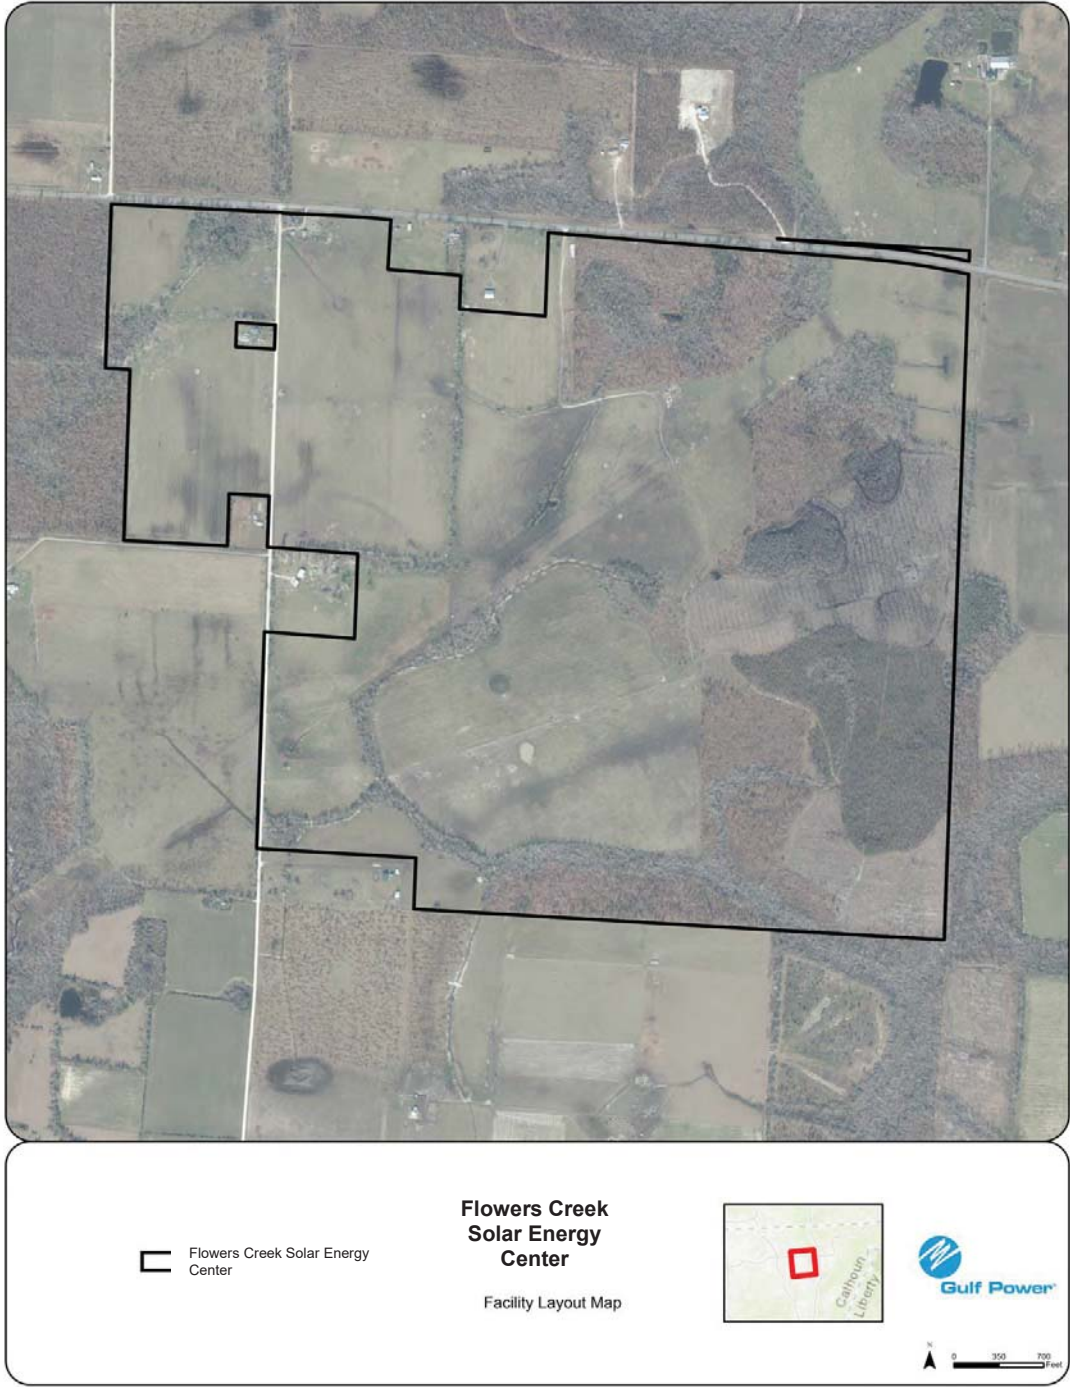 Flowers Creek
Solar Energy
Center
Facility Layout Map
Flowers Creek Solar Energy
Center
Calhoun
Liberty
Gulf Power
N
0 350 700
Feet